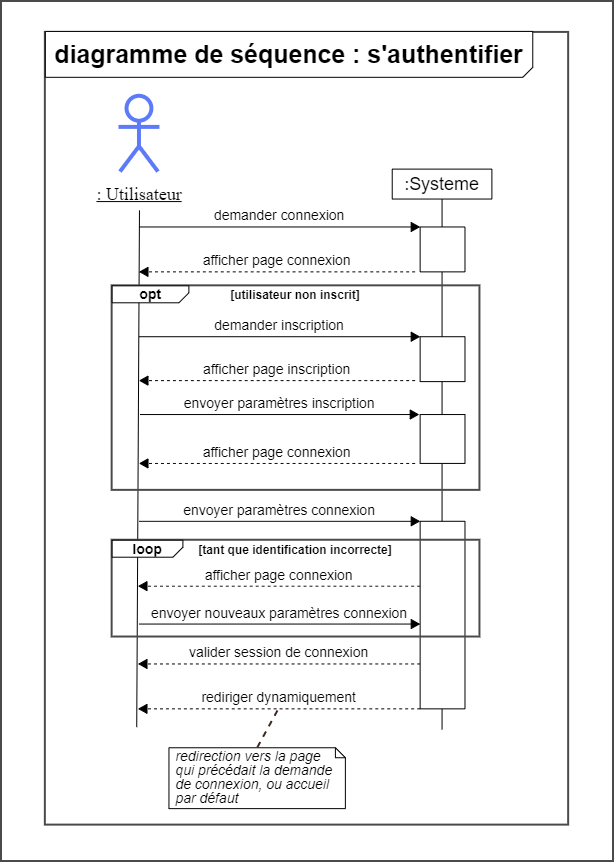 diagramme de séquence : s'authentifier
: Utilisateur
:Systeme
demander connexion
afficher page connexion
opt
[utilisateur non inscrit]
demander inscription
afficher page inscription
envoyer paramètres inscription
afficher page connexion
envoyer paramètres connexion
loop
[tant que identification incorrecte]
afficher page connexion
envoyer nouveaux paramètres connexion
valider session de connexion
rediriger dynamiquement
redirection vers la page
qui précédait la demande
de connexion, ou accueil
par défaut